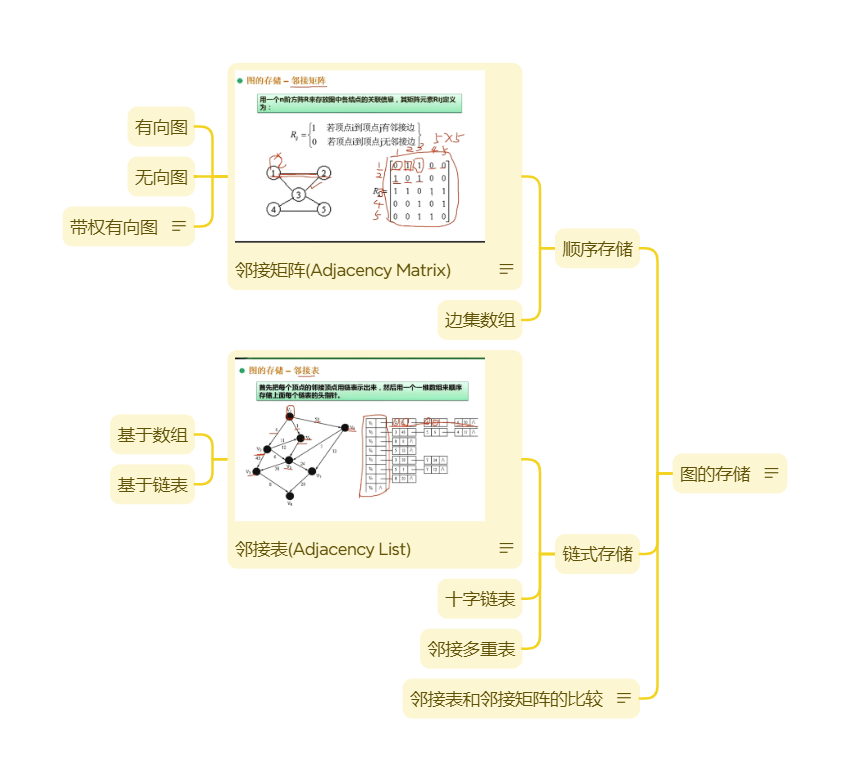 图的存储 – 邻接矩阵
用一个n阶方阵R来存放图中各结点的关联信息，其矩阵元素Rij定义
为：
1 若顶点i到顶点j有邻接边
Rij =
0 若顶点i到顶点j无邻接边
5X5
1 2 3 4 5
1 2 3 4 5
0 1 1 0 0
1 0 1 0 0
1 1 0 1 1
0 0 1 0 1
0 0 1 1 0
1 2 3 4 5
邻接矩阵(Adjacency Matrix)
有向图
无向图
带权有向图
边集数组
顺序存储
图的存储 – 邻接表
首先把每个顶点的邻接顶点用链表示出来，然后用一个一维数组来顺序
存储上面每个链表的头指针。
邻接表(Adjacency List)
基于数组
基于链表
图的存储
链式存储
十字链表
邻接多重表
邻接表和邻接矩阵的比较